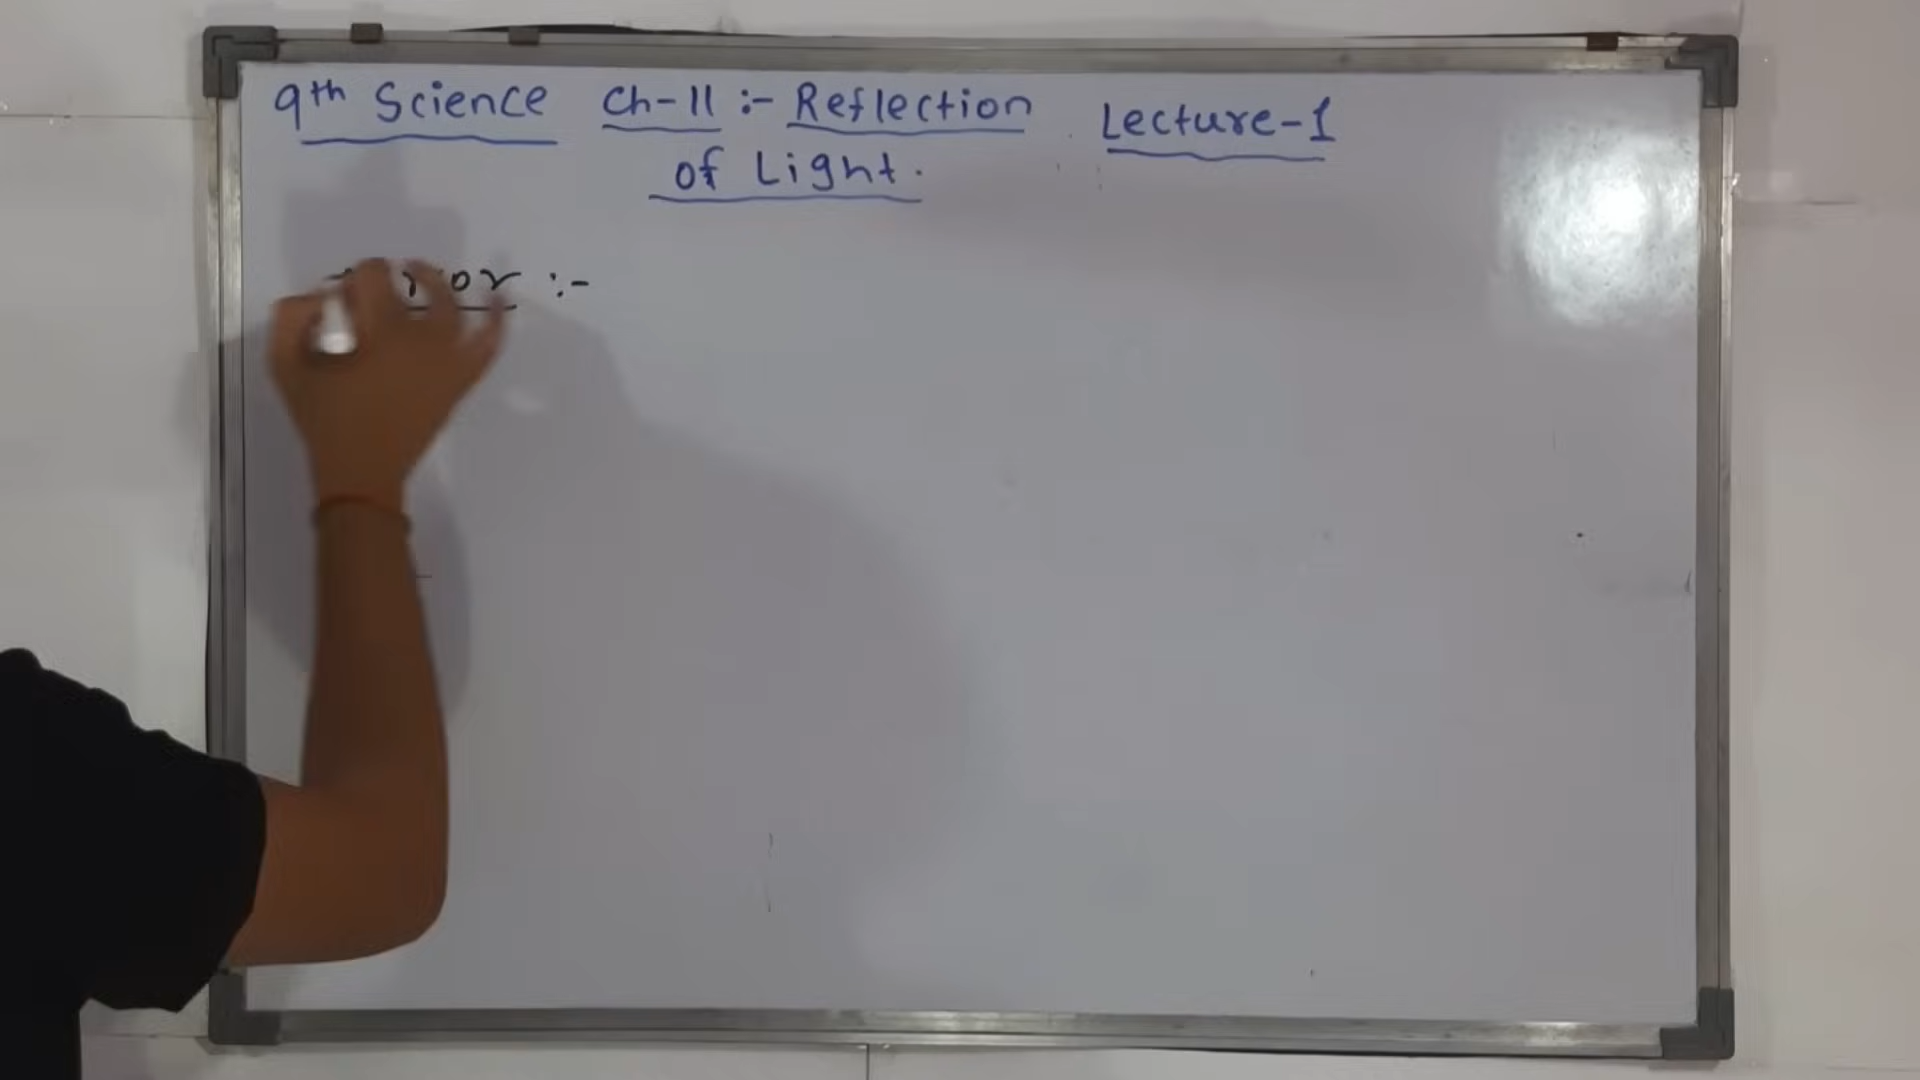 9th Science Ch-11 :- Reflection Lecture-1
of Light.
:-